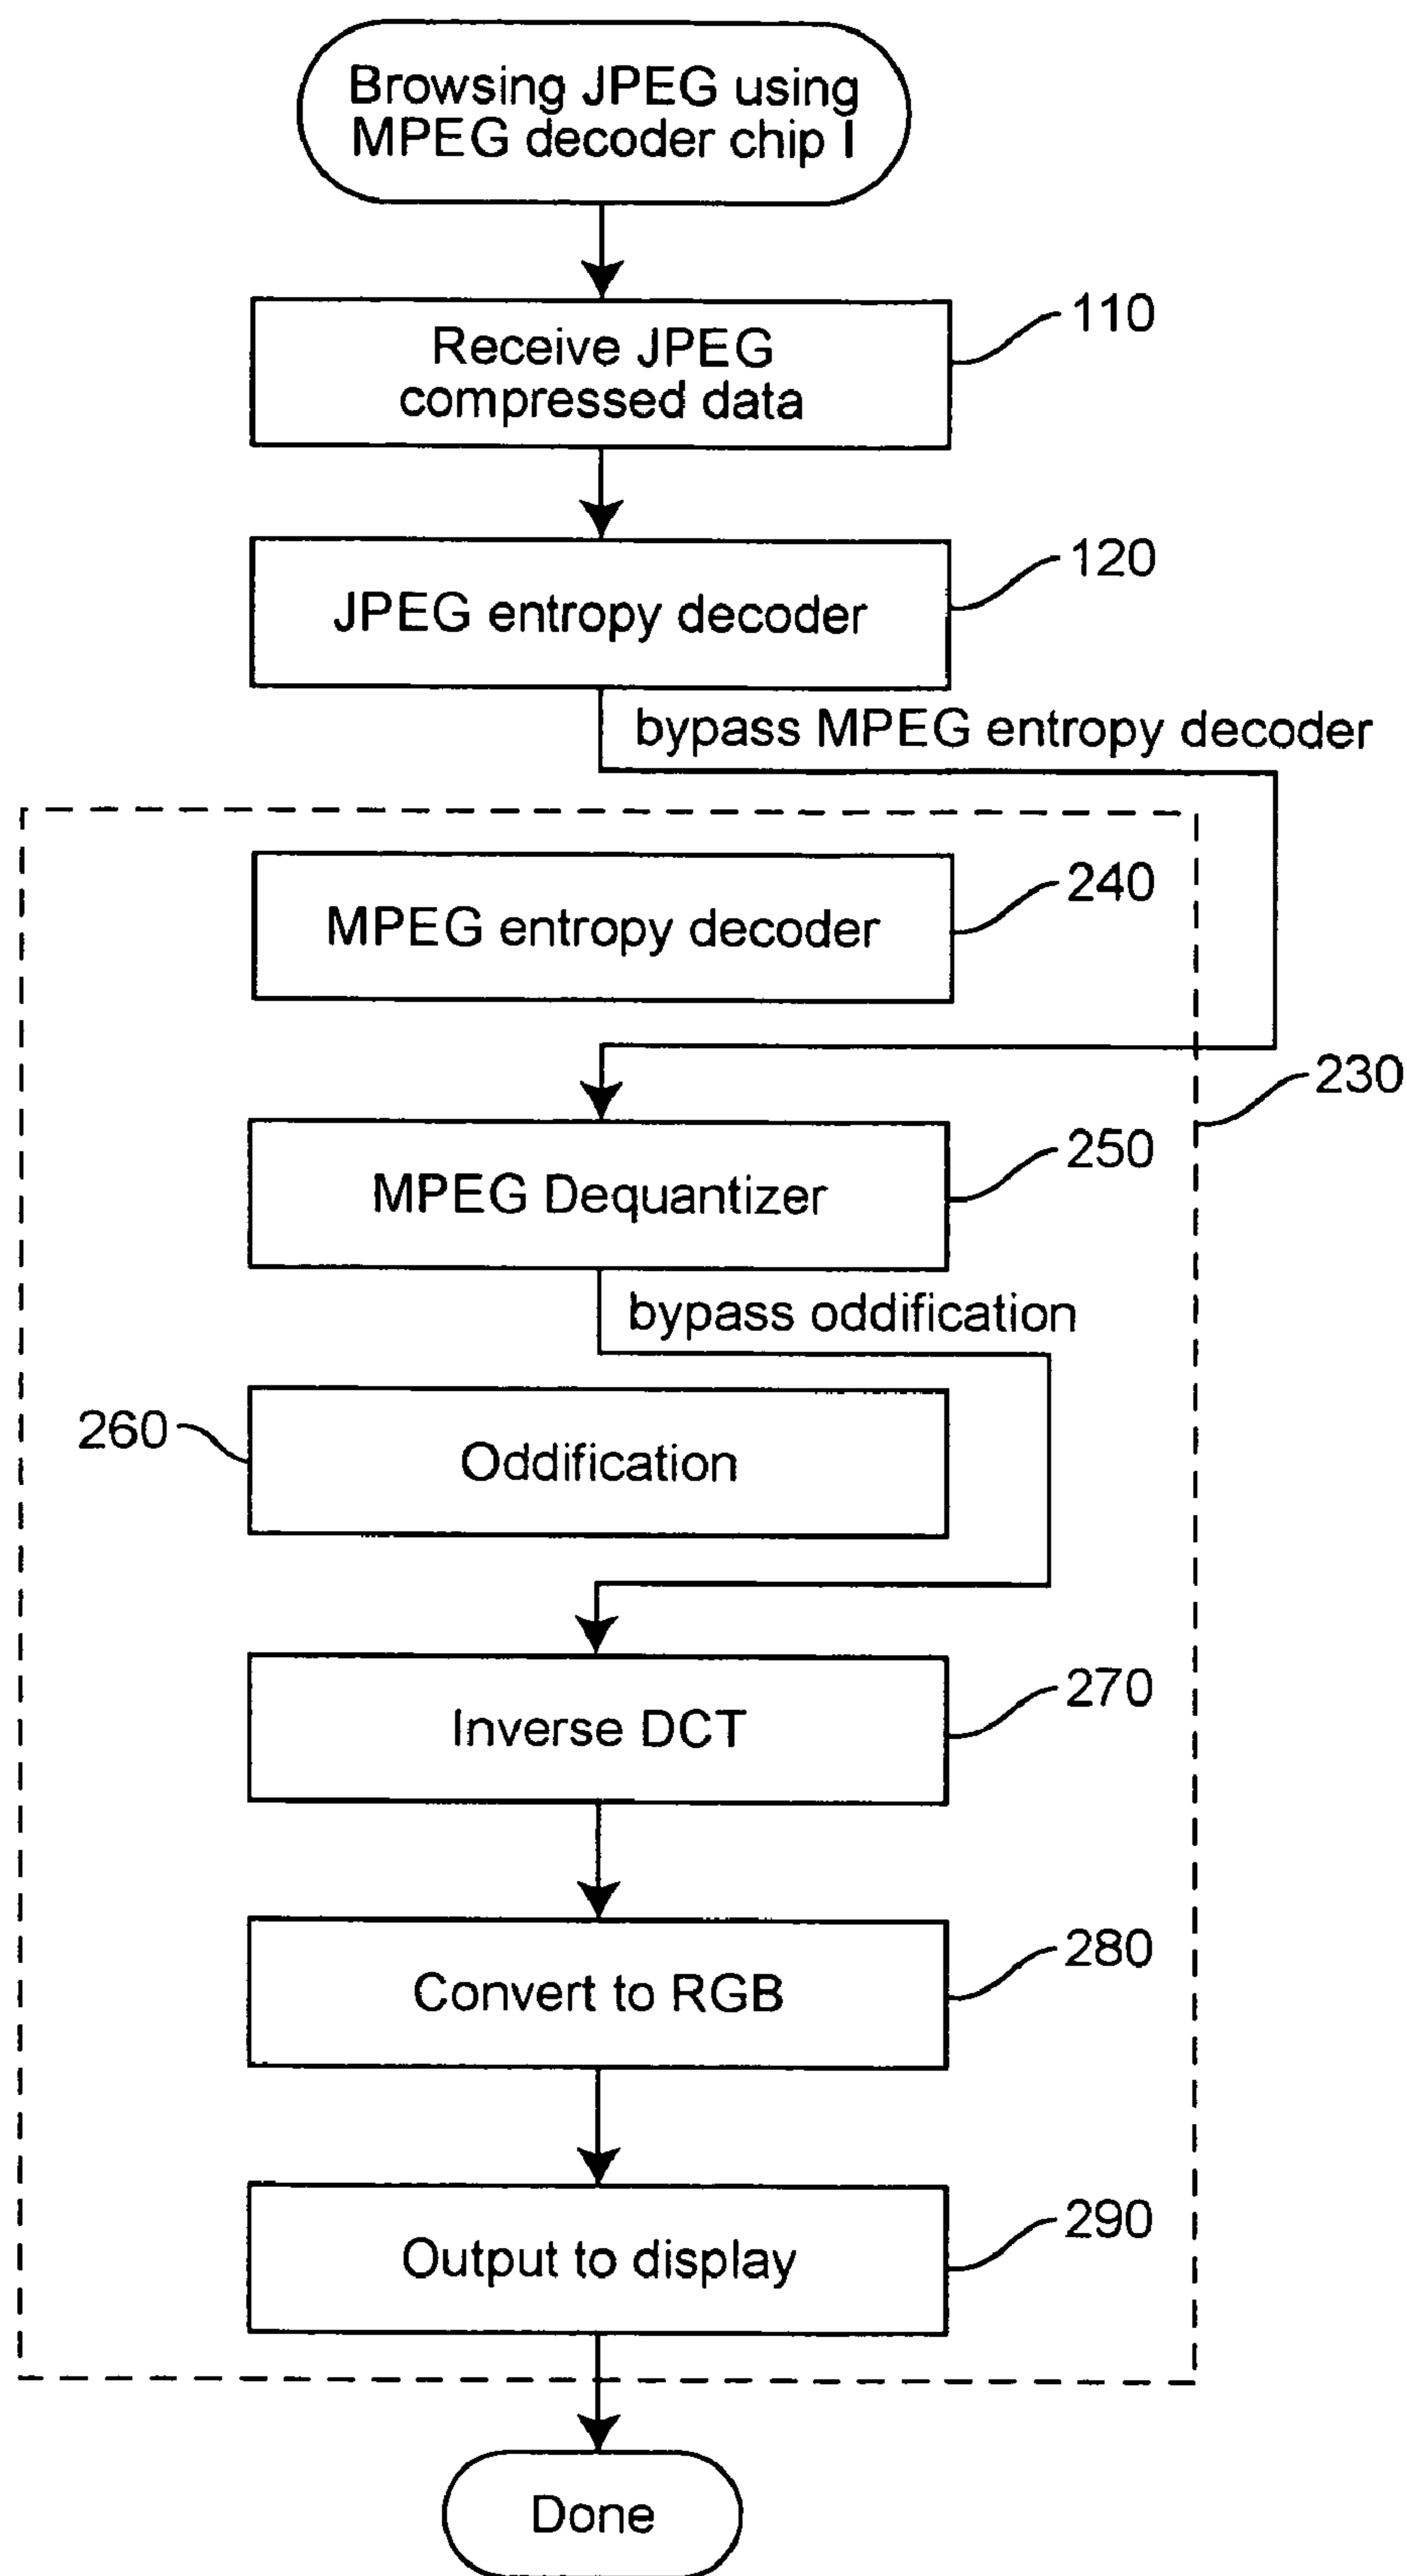 Browsing JPEG using
MPEG decoder chip I
Receive JPEG
compressed data
110
JPEG entropy decoder
120
bypass MPEG entropy decoder
MPEG entropy decoder
240
230
MPEG Dequantizer
250
bypass oddification
260
Oddification
Inverse DCT
270
Convert to RGB
280
Output to display
290
Done